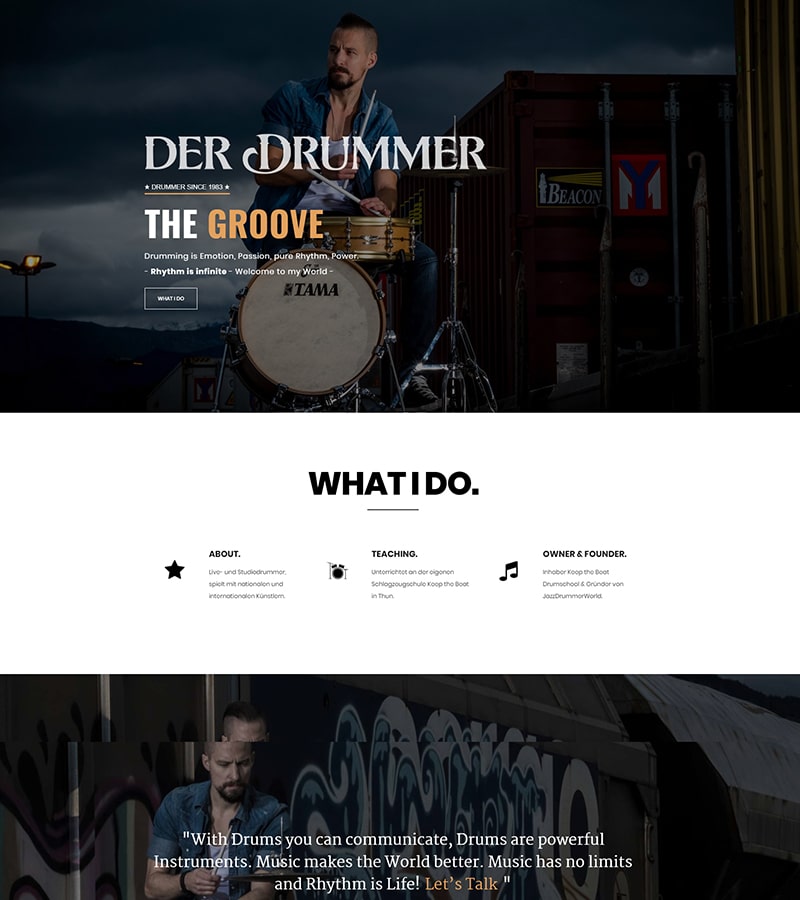 DER DRUMMER
★ DRUMMER SINCE 1983 ★
THE GROOVE
Drumming is Emotion, Passion, pure Rhythm, Power.
- Rhythm is infinite - Welcome to my World -
WHAT I DO
TAMA
BEACON
WHAT I DO.
ABOUT.
Live- und Studiodrummer,
spielt mit nationalen und
internationalen Künstlern.
TEACHING.
Unterrichtet an der eigenen
Schlagzeugschule Keep the Beat
in Thun.
OWNER & FOUNDER.
Inhaber Keep the Beat
Drumschool & Gründer von
JazzDrummerWorld.
"With Drums you can communicate, Drums are powerful
Instruments. Music makes the World better. Music has no limits
and Rhythm is Life! Let's Talk "